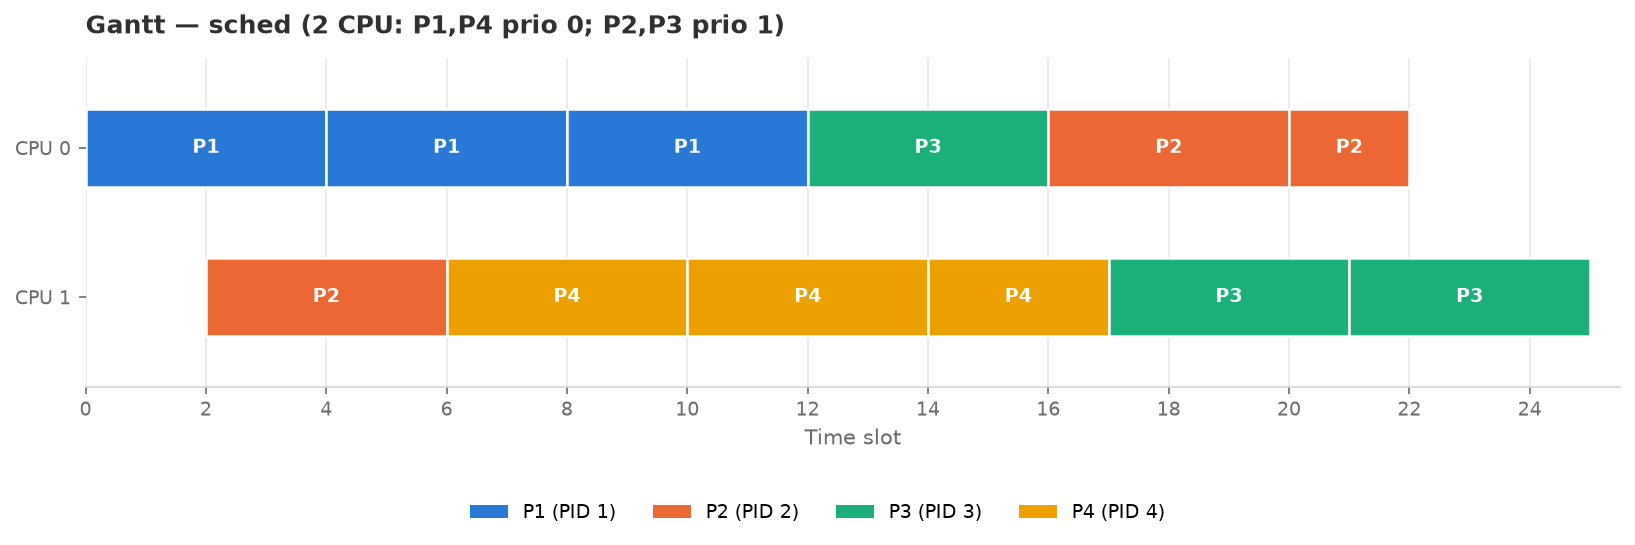 Gantt — sched (2 CPU: P1,P4 prio 0; P2,P3 prio 1)
CPU 0
P1 P1 P1 P3 P2 P2
CPU 1
P2 P4 P4 P4 P3 P3
0 2 4 6 8 10 12 14 16 18 20 22 24
Time slot
P1 (PID 1) P2 (PID 2) P3 (PID 3) P4 (PID 4)